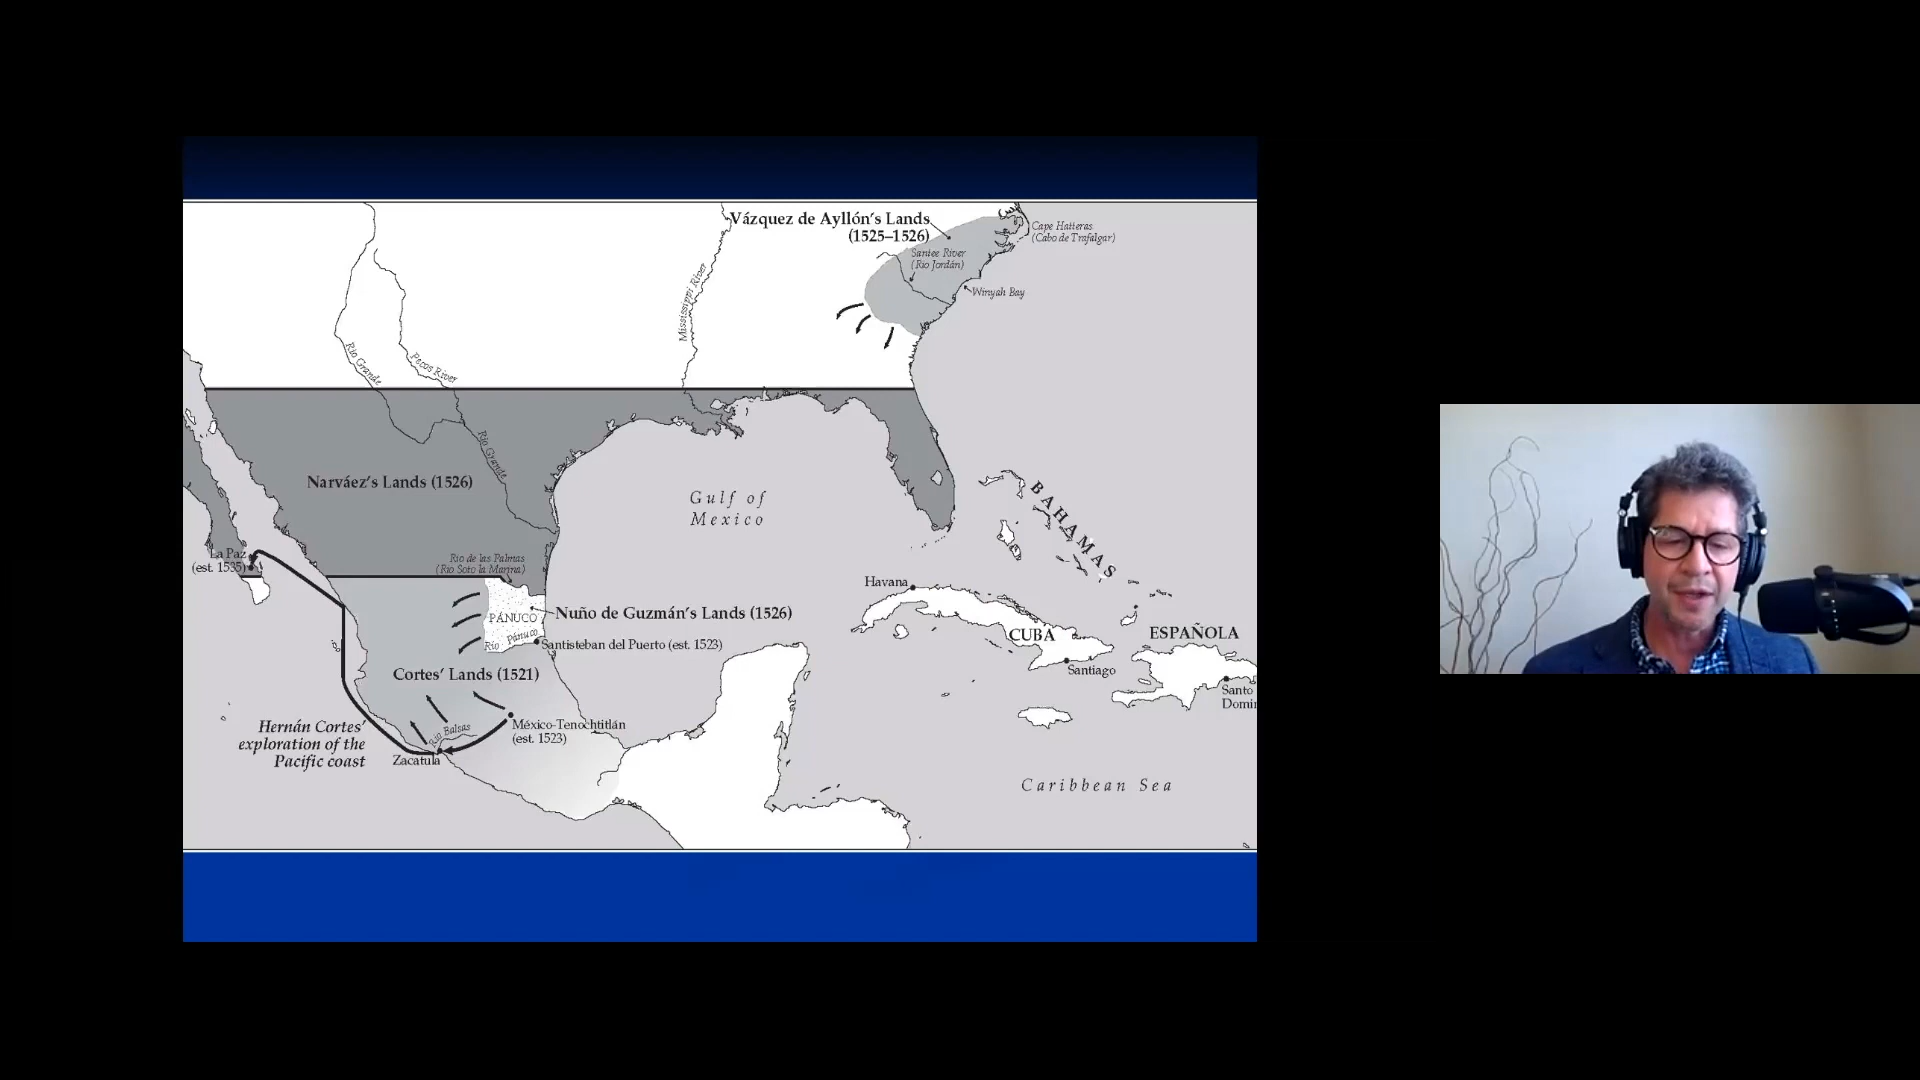 Vázquez de Ayllón's Lands
(1525–1526)
Cape Hatteras
(Cabo de Trafalgar)
Santee River
(Río Jordán)
Winyah Bay
Mississippi River
Río Grande
Pecos River
Río Grande
Narváez's Lands (1526)
Gulf of
Mexico
BAHAMAS
La Paz
(est. 1535)
Río de las Palmas
(Río Soto la Marina)
Havana
PÁNUCO
Nuño de Guzmán's Lands (1526)
Río Pánuco
Santisteban del Puerto (est. 1523)
CUBA
ESPAÑOLA
Santiago
Santo
Domin
Cortes' Lands (1521)
Hernán Cortes'
exploration of the
Pacific coast
Río Balsas
México-Tenochtitlán
(est. 1523)
Zacatula
Caribbean Sea